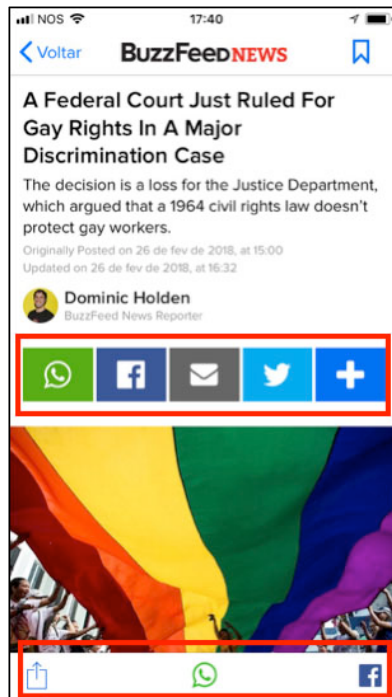 NOS 17:40
Voltar BuzzFeeD NEWS
A Federal Court Just Ruled For
Gay Rights In A Major
Discrimination Case
The decision is a loss for the Justice Department,
which argued that a 1964 civil rights law doesn't
protect gay workers.
Originally Posted on 26 de fev de 2018, at 15:00
Updated on 26 de fev de 2018, at 16:32
Dominic Holden
BuzzFeed News Reporter